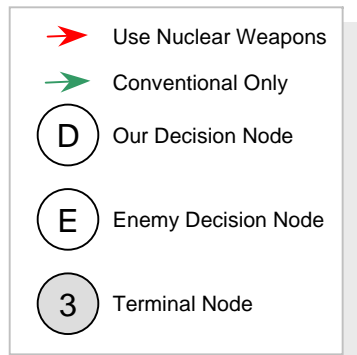 Use Nuclear Weapons
Conventional Only
D Our Decision Node
E Enemy Decision Node
3 Terminal Node